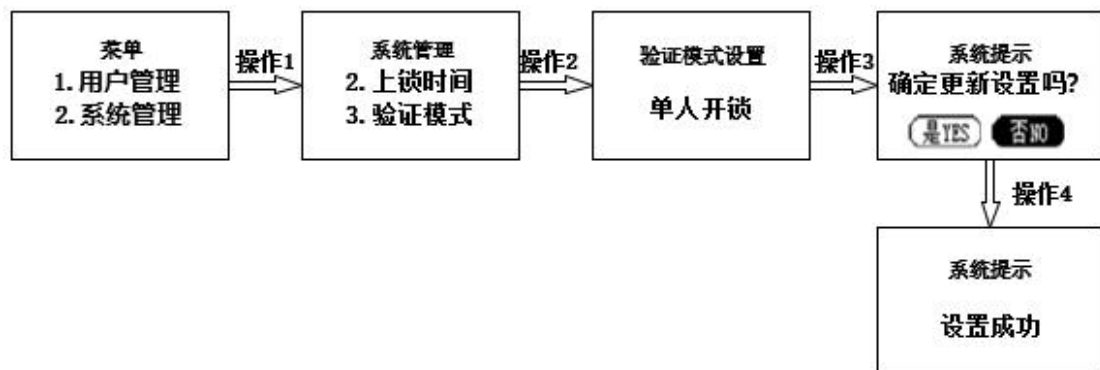 菜单
1. 用户管理
2. 系统管理
操作1
系统管理
2. 上锁时间
3. 验证模式
操作2
验证模式设置
单人开锁
操作3
系统提示
确定更新设置吗?
是YES 否NO
操作4
系统提示
设置成功